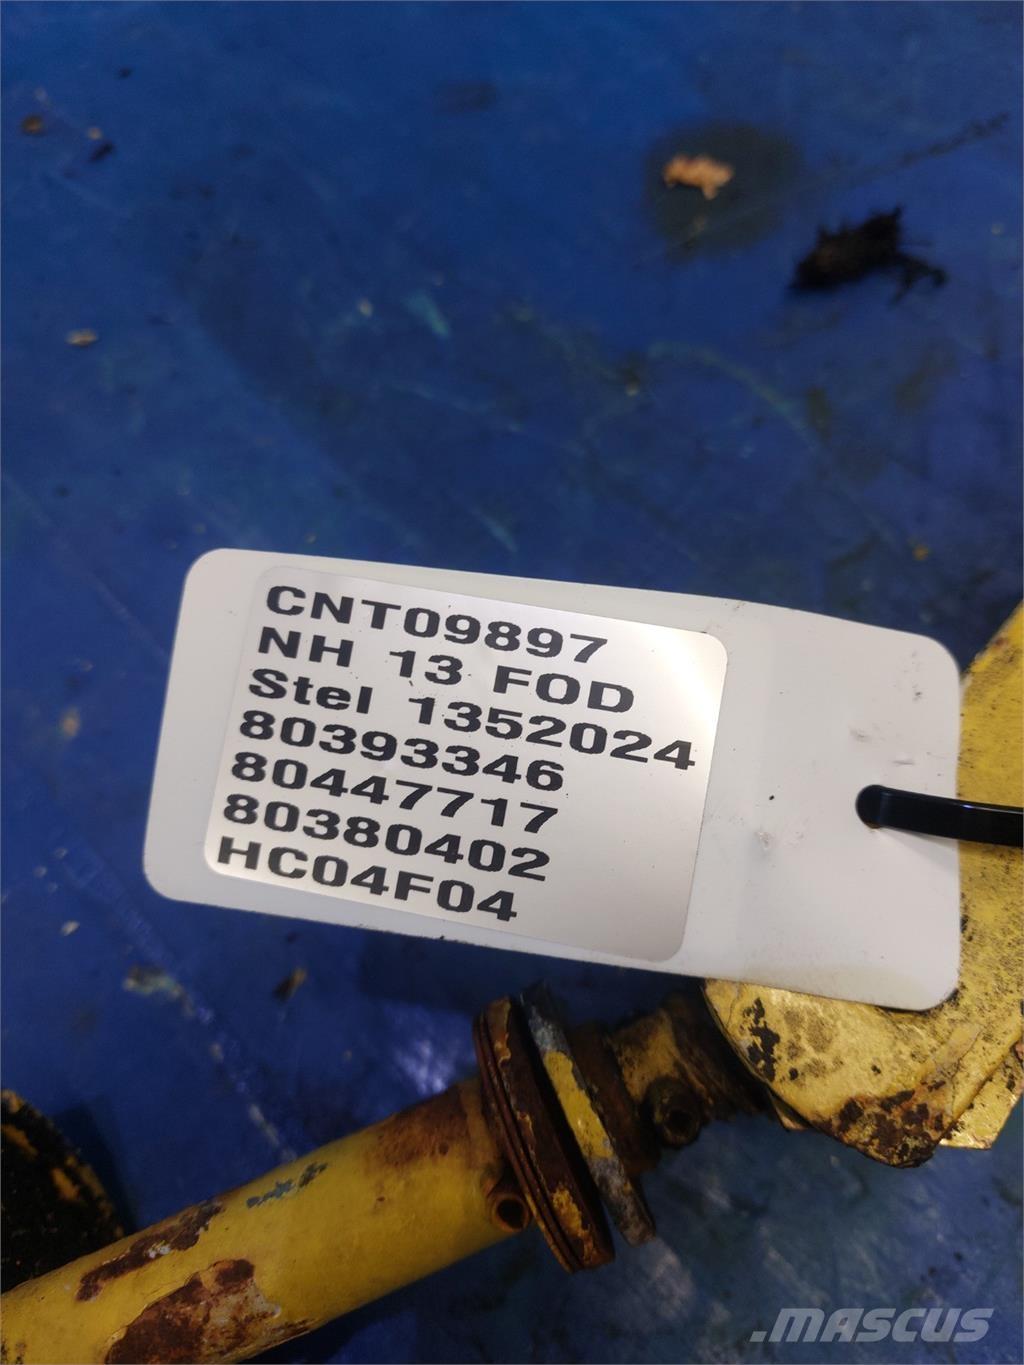 CNT09897
NH 13 FOD
Stel 1352024
80393346
80447717
80380402
HC04F04
.MASCUS